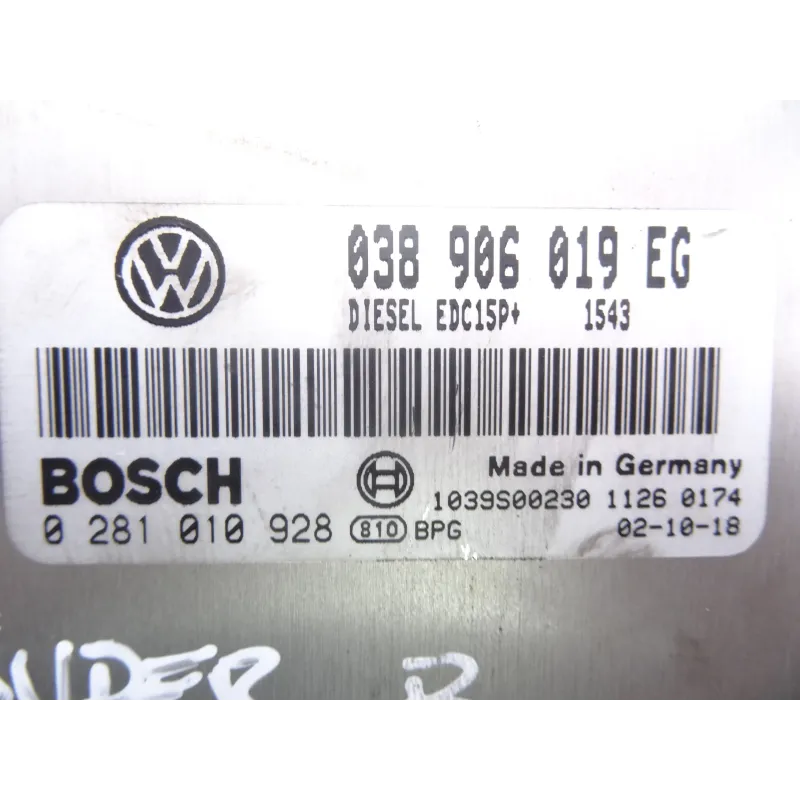 038 906 019 EG
DIESEL EDC15P+ 1543
BOSCH
Made in Germany
1039S00230 1126 0174
0 281 010 928 810 BPG
02-10-18